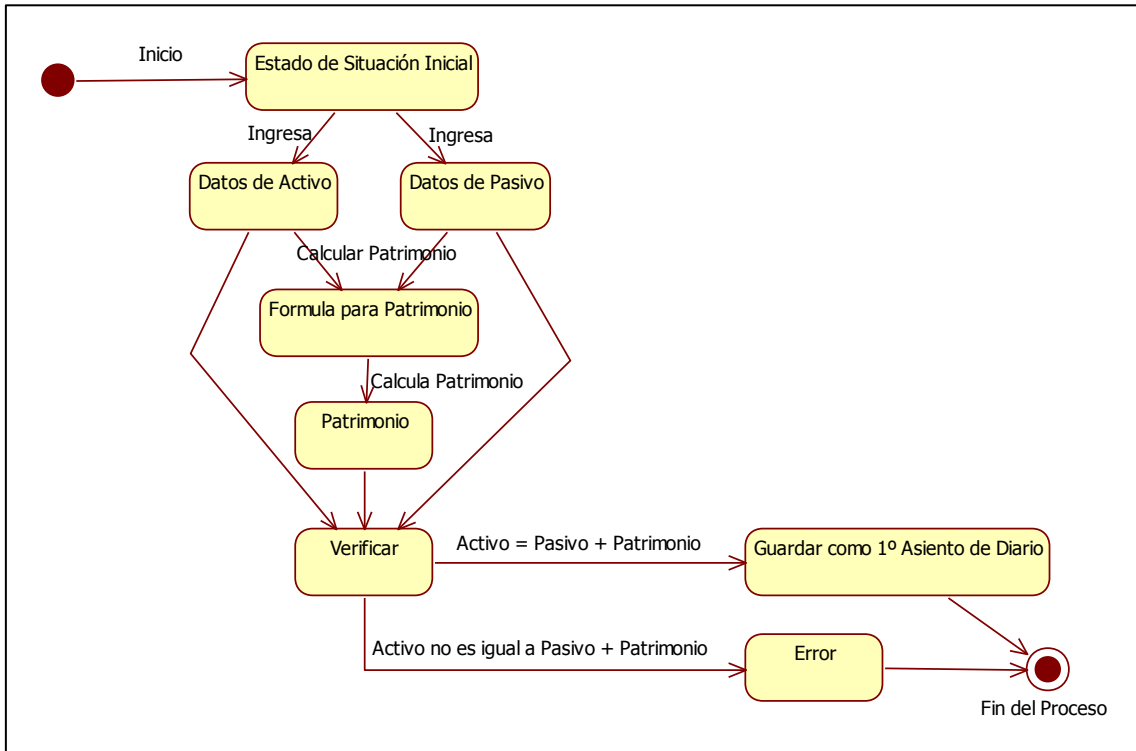 Inicio
Estado de Situación Inicial
Ingresa
Ingresa
Datos de Activo
Datos de Pasivo
Calcular Patrimonio
Formula para Patrimonio
Calcula Patrimonio
Patrimonio
Verificar
Activo = Pasivo + Patrimonio
Guardar como 1º Asiento de Diario
Activo no es igual a Pasivo + Patrimonio
Error
Fin del Proceso